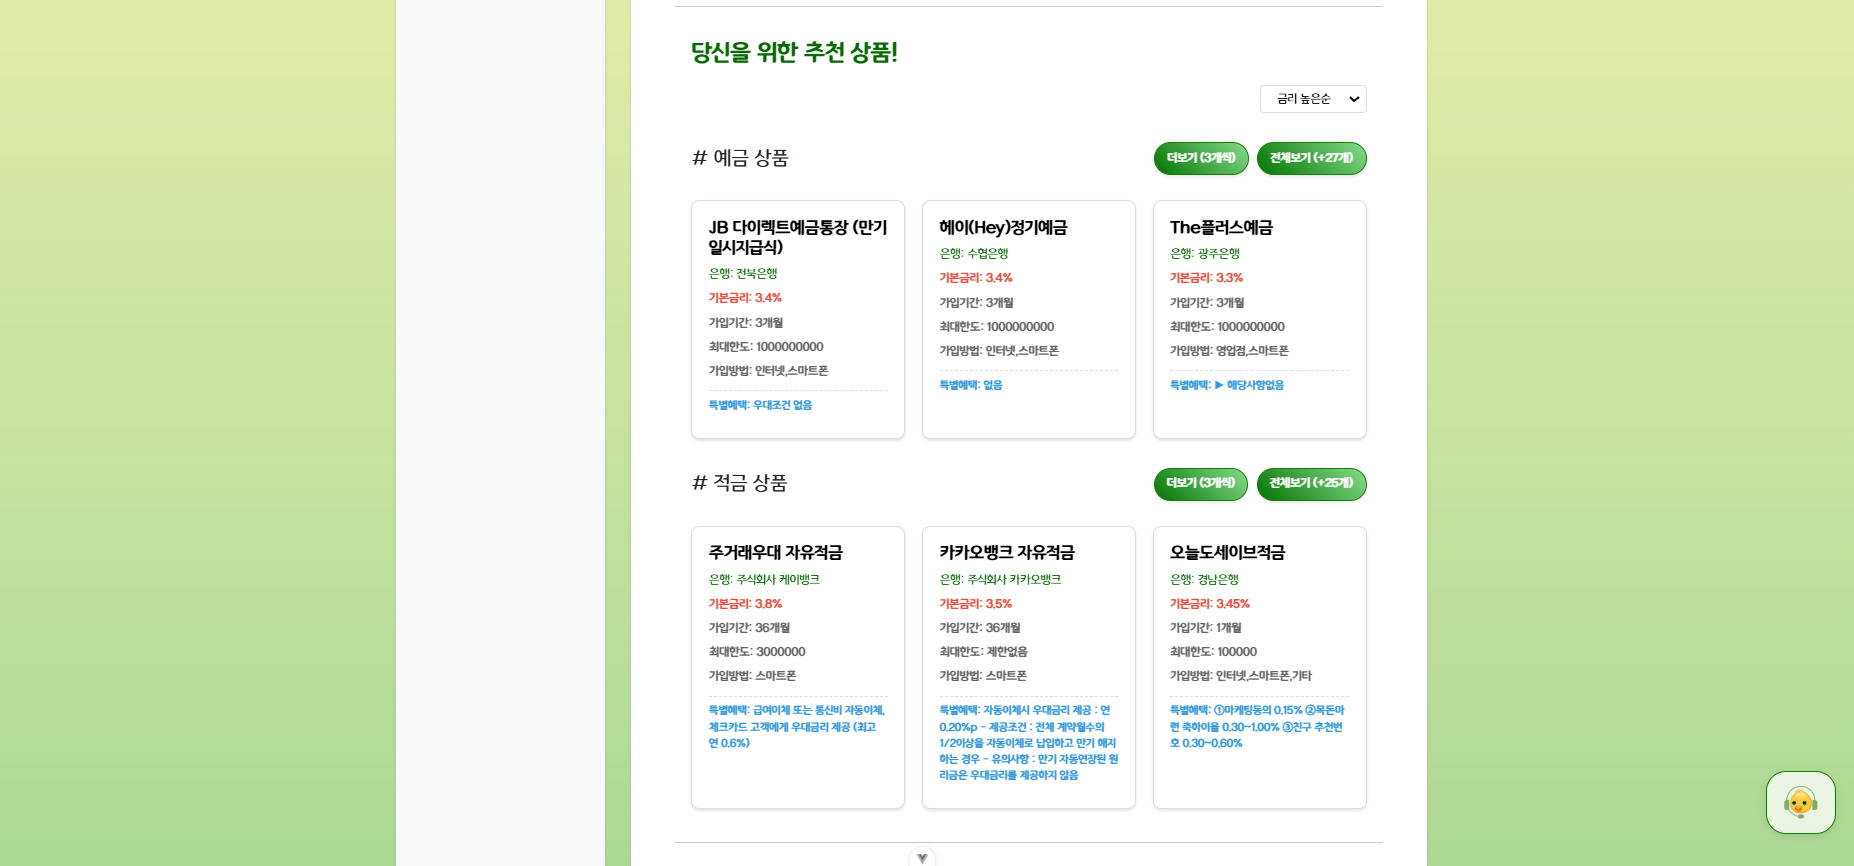 당신을 위한 추천 상품!
금리 높은순
# 예금 상품
더보기 (3개씩)
전체보기 (+27개)
JB 다이렉트예금통장 (만기
일시지급식)
은행: 전북은행
기본금리: 3.4%
가입기간: 3개월
최대한도: 1000000000
가입방법: 인터넷,스마트폰
특별혜택: 우대조건 없음
헤이(Hey)정기예금
은행: 수협은행
기본금리: 3.4%
가입기간: 3개월
최대한도: 1000000000
가입방법: 인터넷,스마트폰
특별혜택: 없음
The플러스예금
은행: 광주은행
기본금리: 3.3%
가입기간: 3개월
최대한도: 1000000000
가입방법: 영업점,스마트폰
특별혜택: ▶ 해당사항없음
# 적금 상품
더보기 (3개씩)
전체보기 (+25개)
주거래우대 자유적금
은행: 주식회사 케이뱅크
기본금리: 3.8%
가입기간: 36개월
최대한도: 3000000
가입방법: 스마트폰
특별혜택: 급여이체 또는 통신비 자동이체,
체크카드 고객에게 우대금리 제공 (최고
연 0.6%)
카카오뱅크 자유적금
은행: 주식회사 카카오뱅크
기본금리: 3.5%
가입기간: 36개월
최대한도: 제한없음
가입방법: 스마트폰
특별혜택: 자동이체시 우대금리 제공 : 연
0.20%p - 제공조건 : 전체 계약월수의
1/2이상을 자동이체로 납입하고 만기 해지
하는 경우 - 유의사항 : 만기 자동연장된 원
리금은 우대금리를 제공하지 않음
오늘도세이브적금
은행: 경남은행
기본금리: 3.45%
가입기간: 1개월
최대한도: 100000
가입방법: 인터넷,스마트폰,기타
특별혜택: ①마케팅동의 0.15% ②목돈마
련 축하이율 0.30~1.00% ③친구 추천번
호 0.30~0.60%